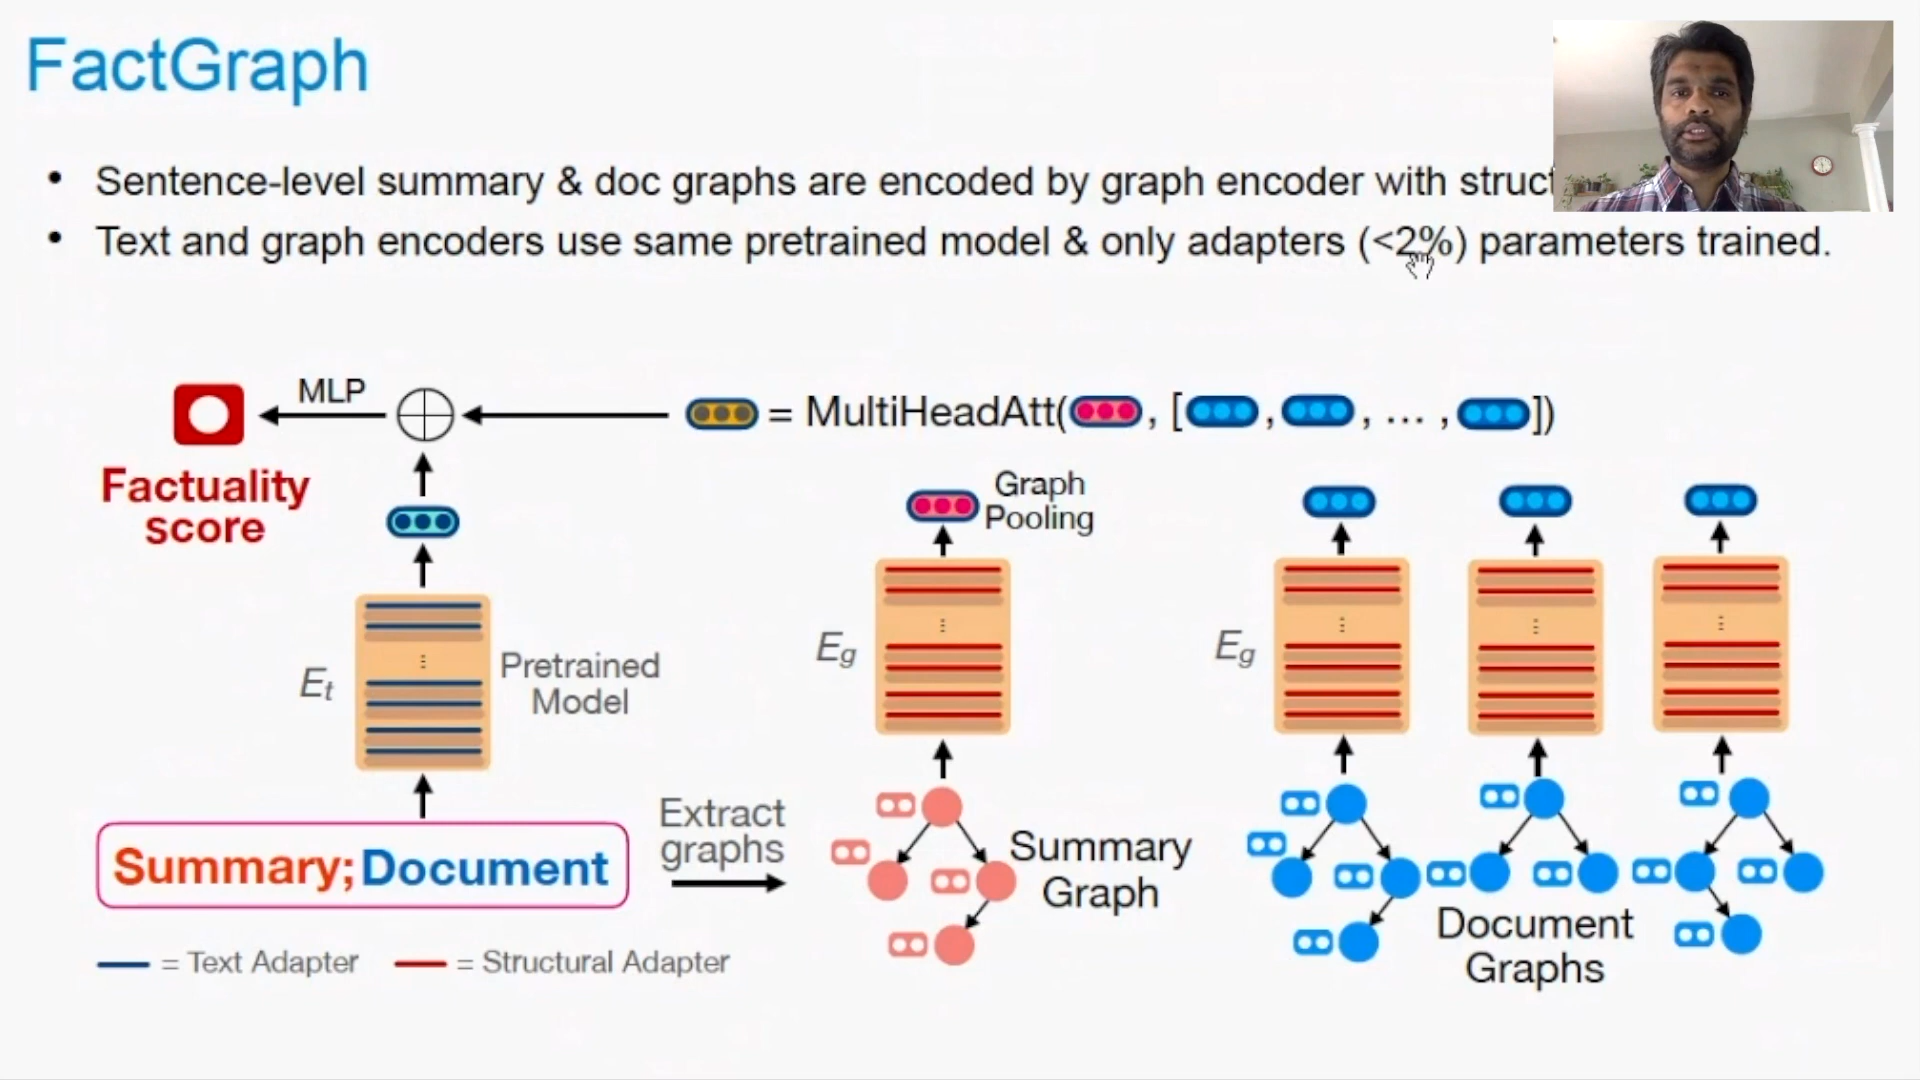 FactGraph
• Sentence-level summary & doc graphs are encoded by graph encoder with
• Text and graph encoders use same pretrained model & only adapters (<2%) parameters trained.
MLP
= MultiHeadAtt( , [ , , ... , ])
Factuality
score
Graph
Pooling
Et
Pretrained
Model
Eg
Eg
Summary;Document
Extract
graphs
Summary
Graph
Document
Graphs
= Text Adapter
= Structural Adapter